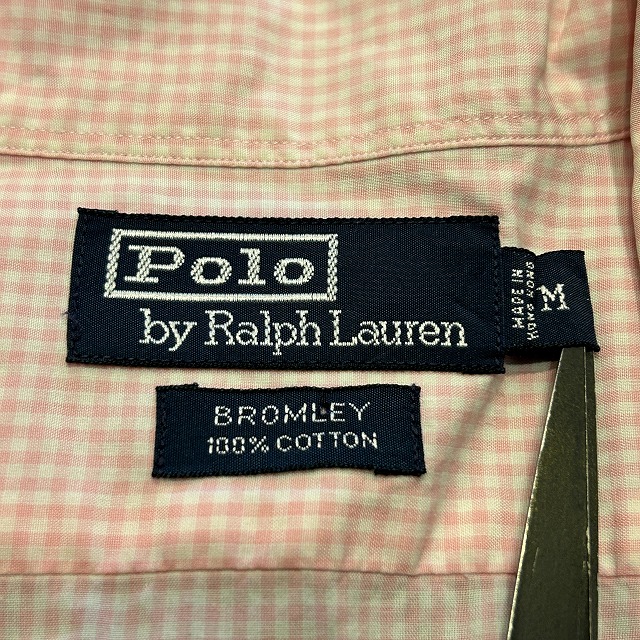 Polo
by Ralph Lauren
MADE IN
HONG KONG
M
BROMLEY
100% COTTON